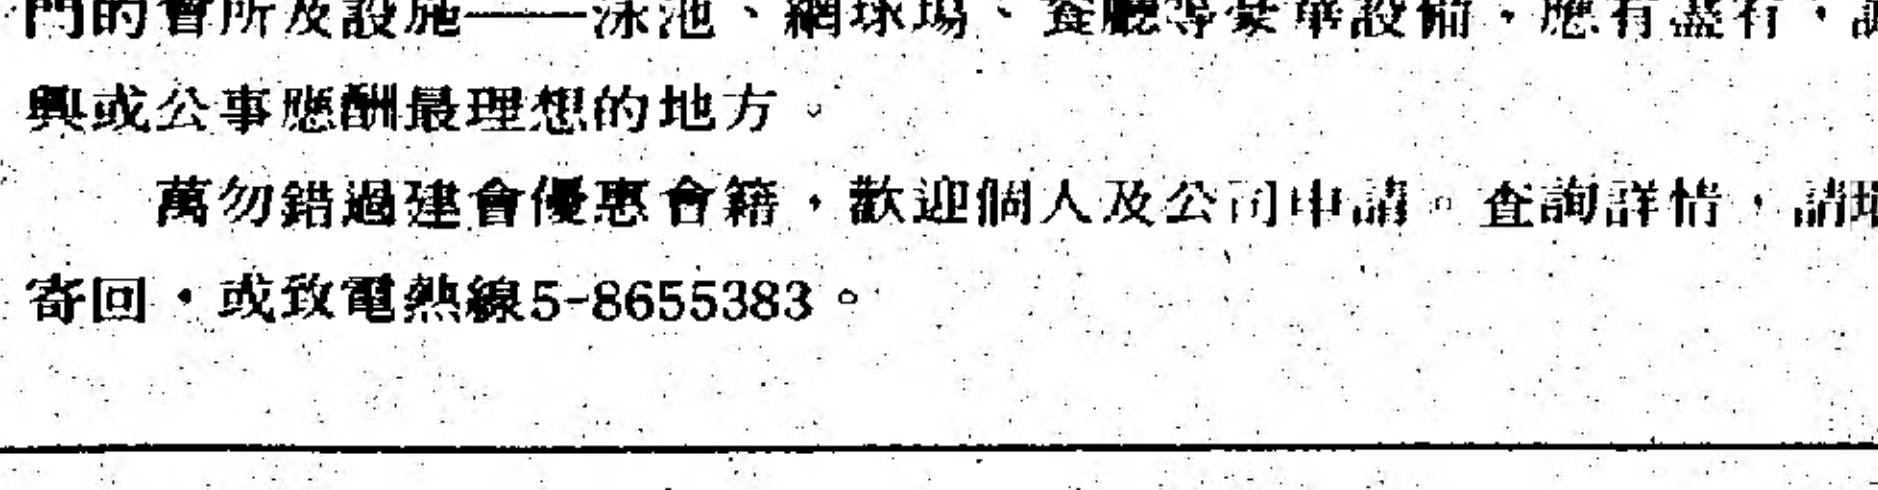 門的會所及設施——泳池、網球場、餐廳等豪華設備,應有盡有,
興或公事應酬最理想的地方。
萬勿錯過建會優惠會籍,歡迎個人及公司申請。查詢詳情,請
寄回,或致電熱線5-8655383。